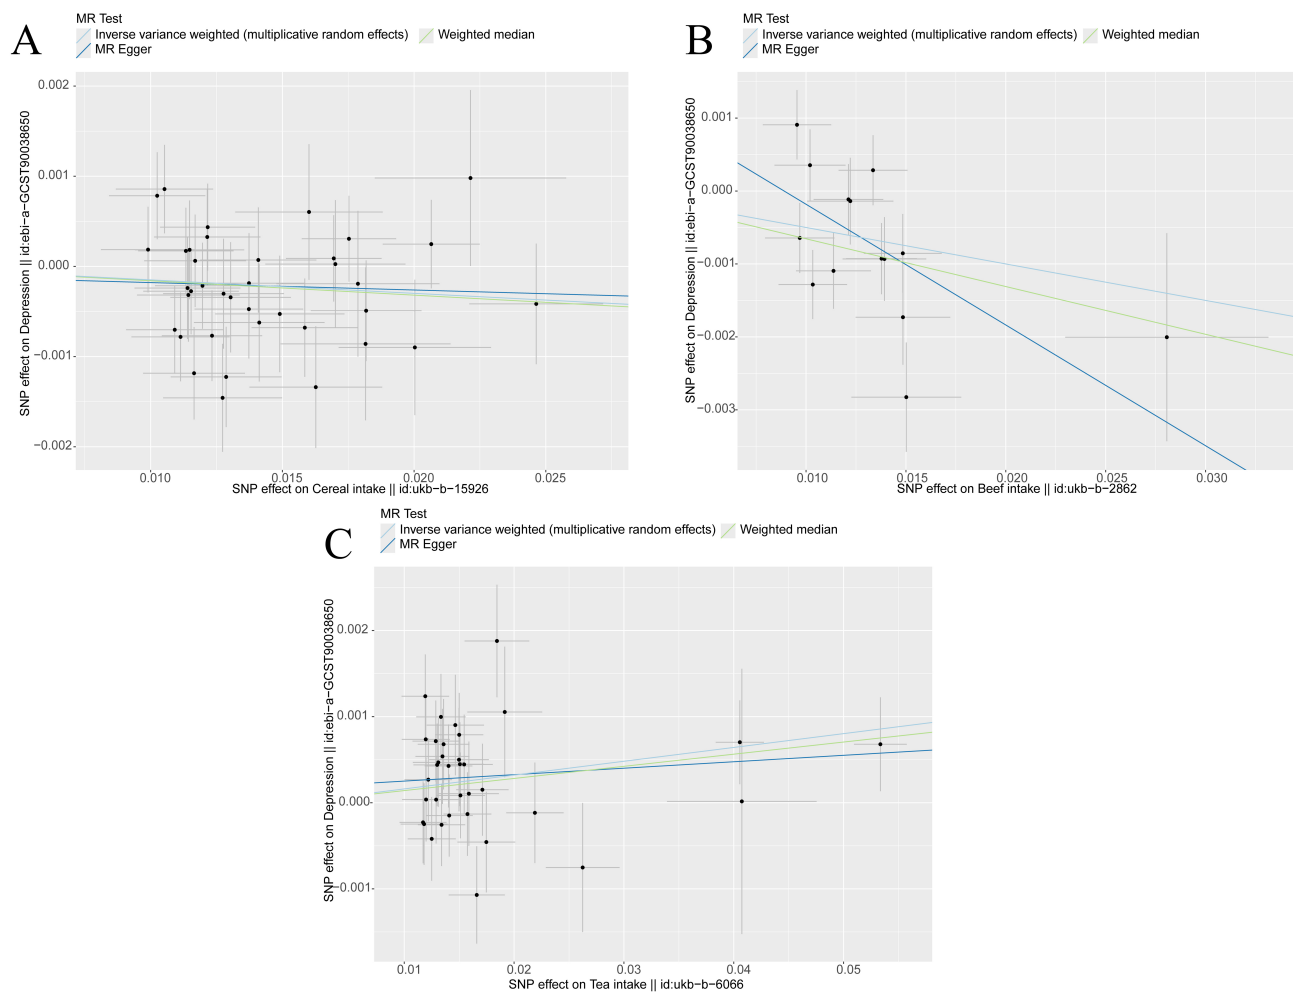 A
MR Test
Inverse variance weighted (multiplicative random effects)
Weighted median
MR Egger
SNP effect on Depression || id:ebi−a−GCST90038650
0.002
0.001
0.000
−0.001
−0.002
0.010
0.015
0.020
0.025
SNP effect on Cereal intake || id:ukb−b−15926
B
MR Test
Inverse variance weighted (multiplicative random effects)
Weighted median
MR Egger
SNP effect on Depression || id:ebi−a−GCST90038650
0.001
0.000
−0.001
−0.002
−0.003
0.010
0.015
0.020
0.025
0.030
SNP effect on Beef intake || id:ukb−b−2862
C
MR Test
Inverse variance weighted (multiplicative random effects)
Weighted median
MR Egger
SNP effect on Depression || id:ebi−a−GCST90038650
0.002
0.001
0.000
−0.001
0.01
0.02
0.03
0.04
0.05
SNP effect on Tea intake || id:ukb−b−6066